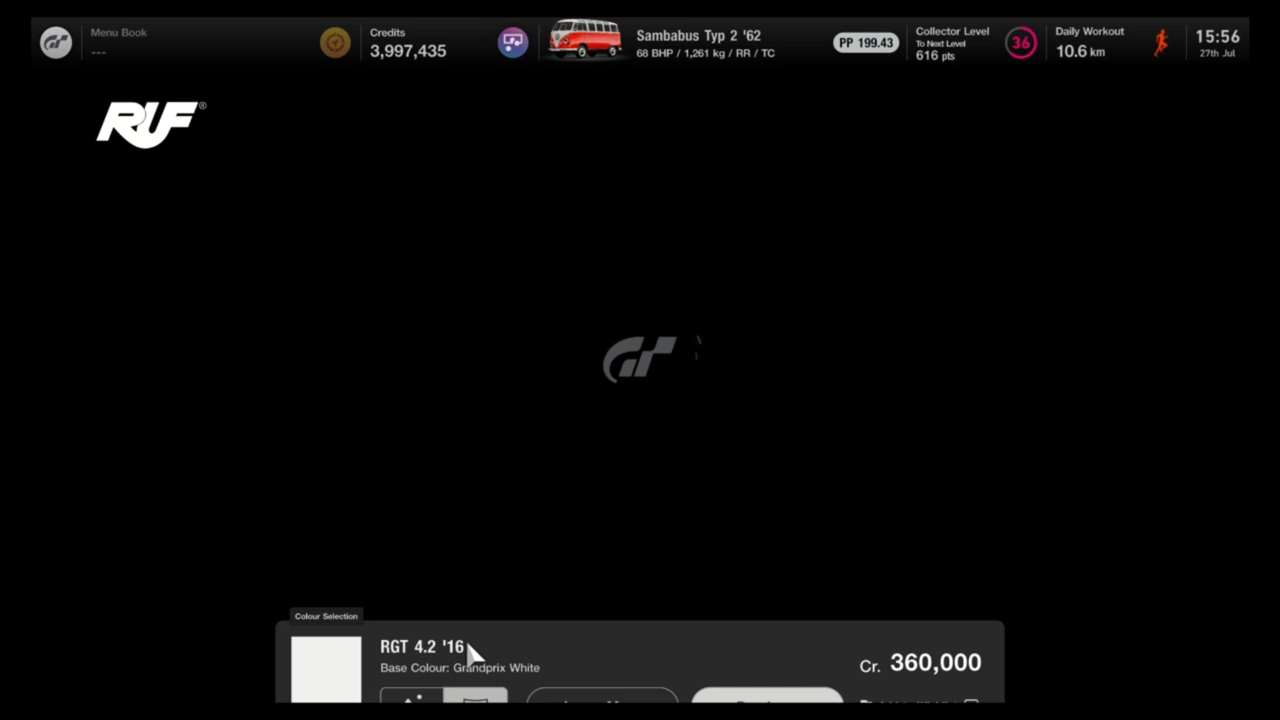 Menu Book
---
Credits
3,997,435
Sambabus Typ 2 '62
68 BHP / 1,261 kg / RR / TC
PP 199.43
Collector Level
To Next Level
616 pts
36
Daily Workout
10.6 km
15:56
27th Jul
RUF®
Colour Selection
RGT 4.2 '16
Base Colour: Grandprix White
Cr. 360,000